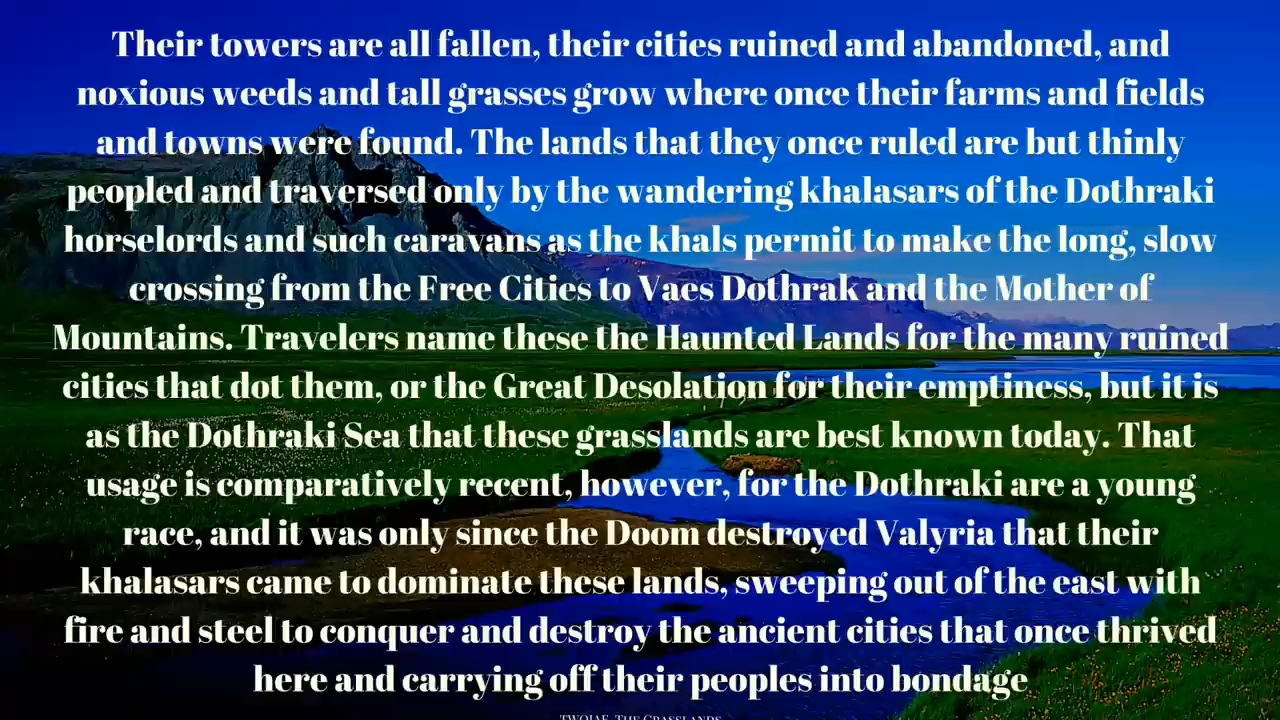 Their towers are all fallen, their cities ruined and abandoned, and
noxious weeds and tall grasses grow where once their farms and fields
and towns were found. The lands that they once ruled are but thinly
peopled and traversed only by the wandering khalasars of the Dothraki
horselords and such caravans as the khals permit to make the long, slow
crossing from the Free Cities to Vaes Dothrak and the Mother of
Mountains. Travelers name these the Haunted Lands for the many ruined
cities that dot them, or the Great Desolation for their emptiness, but it is
as the Dothraki Sea that these grasslands are best known today. That
usage is comparatively recent, however, for the Dothraki are a young
race, and it was only since the Doom destroyed Valyria that their
khalasars came to dominate these lands, sweeping out of the east with
fire and steel to conquer and destroy the ancient cities that once thrived
here and carrying off their peoples into bondage
TWOIAF, THE GRASSLANDS